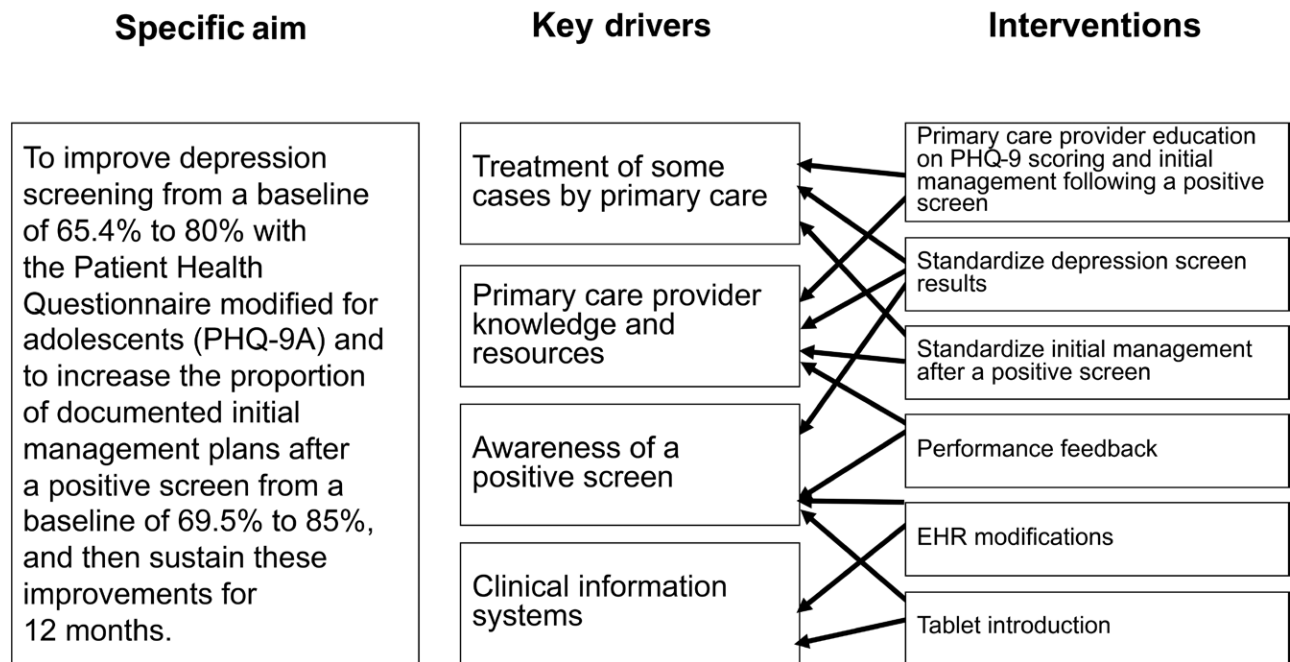 Specific aim
Key drivers
Interventions
To improve depression
screening from a baseline
of 65.4% to 80% with
the Patient Health
Questionnaire modified for
adolescents (PHQ-9A) and
to increase the proportion
of documented initial
management plans after
a positive screen from a
baseline of 69.5% to 85%,
and then sustain these
improvements for
12 months.
Treatment of some
cases by primary care
Primary care provider
knowledge and
resources
Awareness of a
positive screen
Clinical information
systems
Primary care provider education
on PHQ-9 scoring and initial
management following a positive
screen
Standardize depression screen
results
Standardize initial management
after a positive screen
Performance feedback
EHR modifications
Tablet introduction